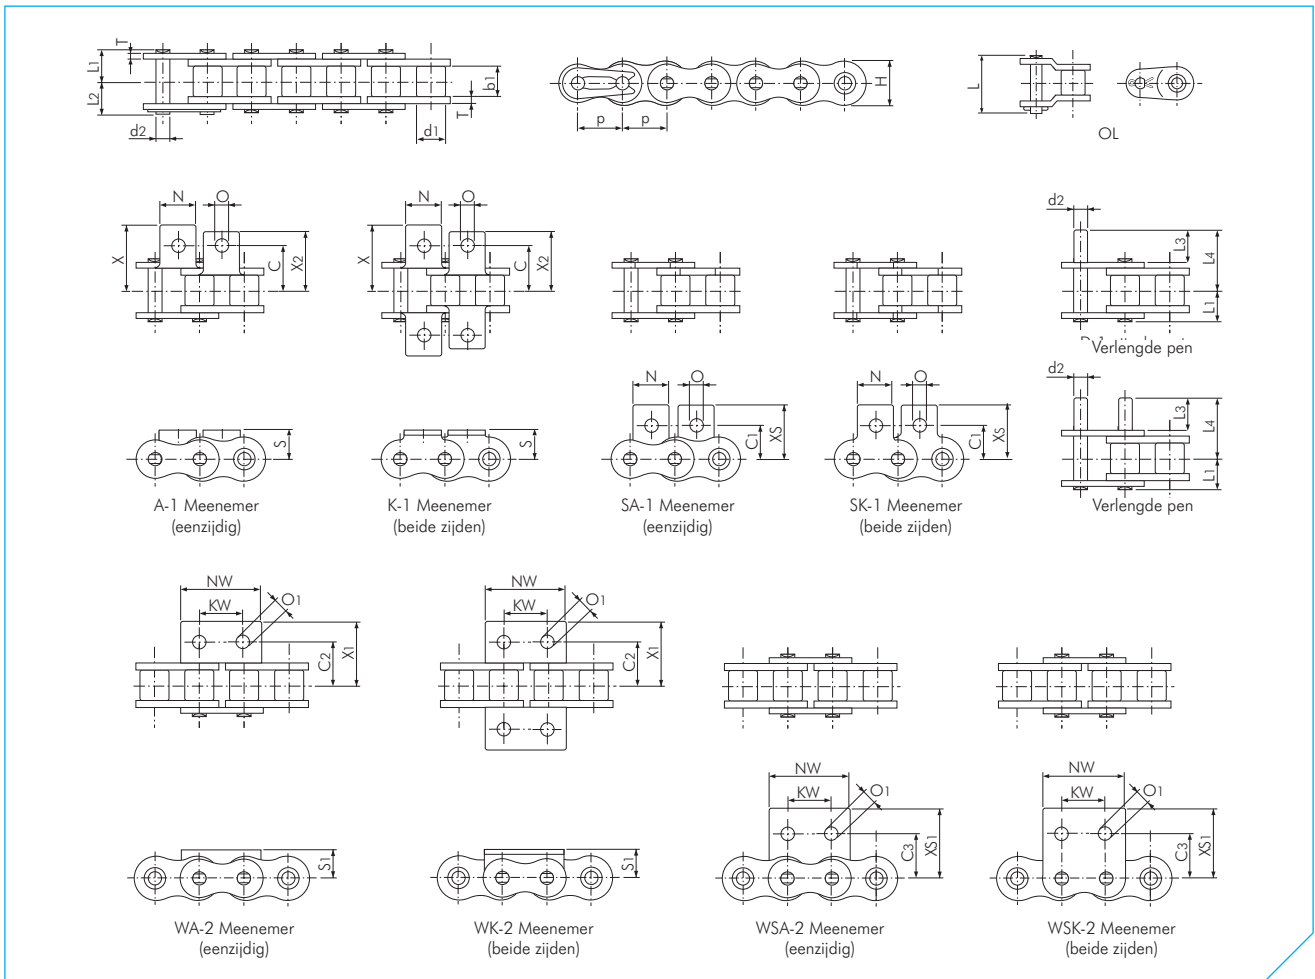 T
L1
L2
d2
d1
b1
T
p
p
H
L
OL
N
O
X
C
X2
N
O
X
C
X2
d2
L3
L4
L1
Verlengde pen
S
S
N
O
C1
XS
N
O
C1
XS
d2
L3
L4
L1
A-1 Meenemer
(eenzijdig)
K-1 Meenemer
(beide zijden)
SA-1 Meenemer
(eenzijdig)
SK-1 Meenemer
(beide zijden)
Verlengde pen
NW
KW
O1
C2
X1
NW
KW
O1
C2
X1
S1
S1
NW
KW
O1
C3
XS1
NW
KW
O1
C3
XS1
WA-2 Meenemer
(eenzijdig)
WK-2 Meenemer
(beide zijden)
WSA-2 Meenemer
(eenzijdig)
WSK-2 Meenemer
(beide zijden)